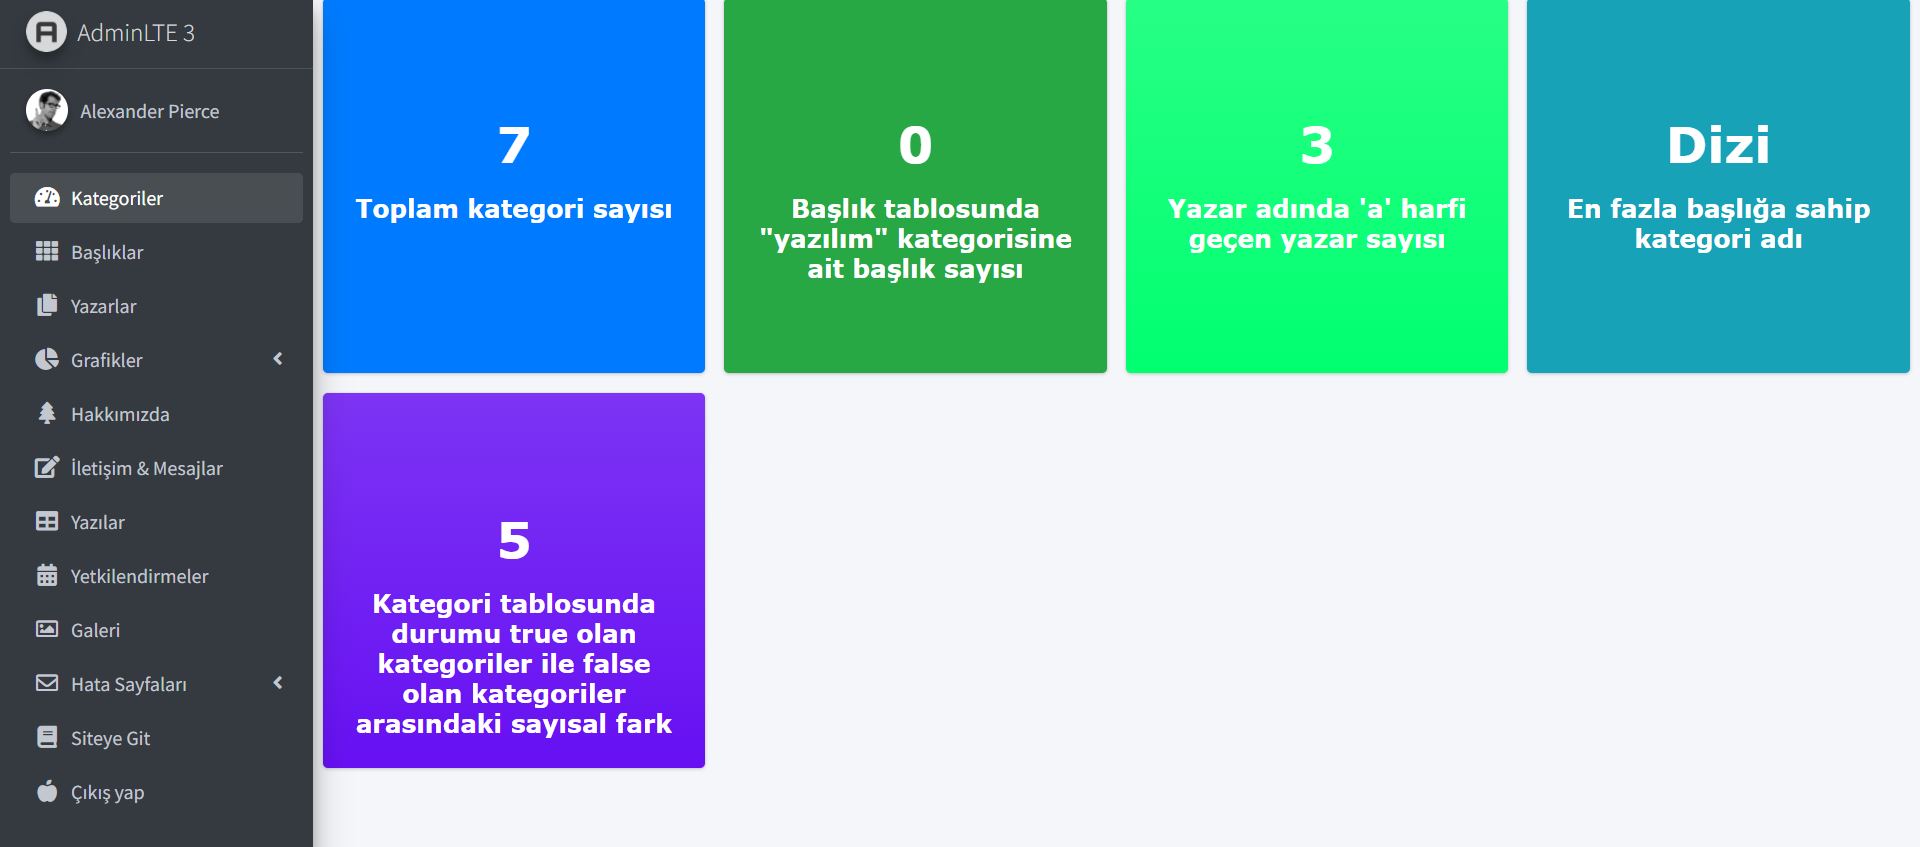 AdminLTE 3
Alexander Pierce
Kategoriler
Başlıklar
Yazarlar
Grafikler
Hakkımızda
İletişim & Mesajlar
Yazılar
Yetkilendirmeler
Galeri
Hata Sayfaları
Siteye Git
Çıkış yap
7
Toplam kategori sayısı
0
Başlık tablosunda
"yazılım" kategorisine
ait başlık sayısı
3
Yazar adında 'a' harfi
geçen yazar sayısı
Dizi
En fazla başlığa sahip
kategori adı
5
Kategori tablosunda
durumu true olan
kategoriler ile false
olan kategoriler
arasındaki sayısal fark